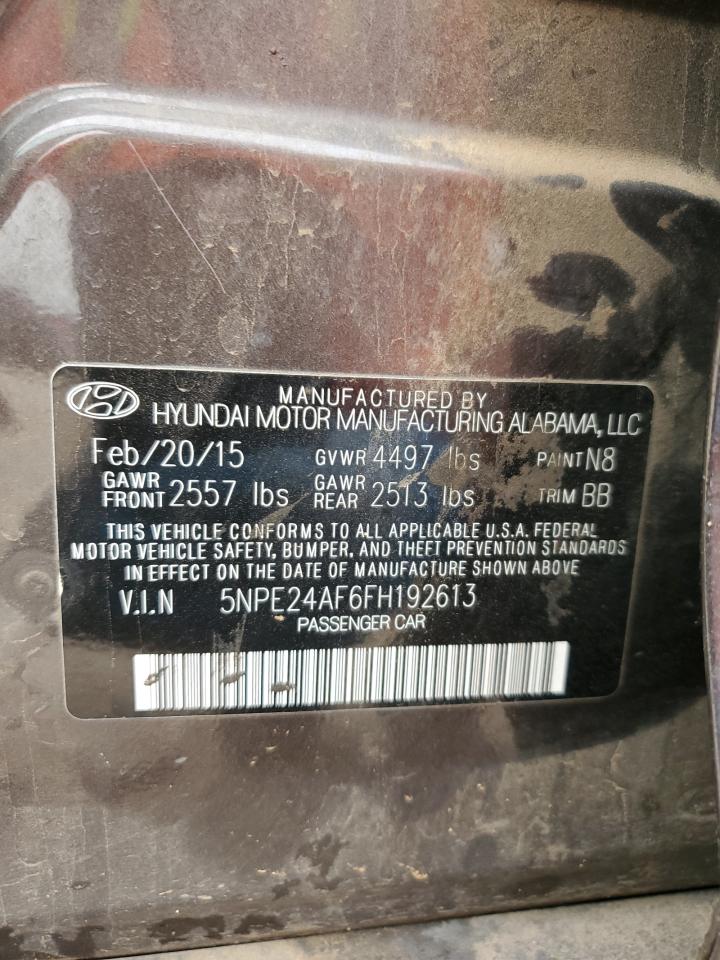 MANUFACTURED BY
HYUNDAI MOTOR MANUFACTURING ALABAMA, LLC
Feb/20/15 GVWR 4497 lbs PAINT N8
GAWR FRONT 2557 lbs GAWR REAR 2513 lbs TRIM BB
THIS VEHICLE CONFORMS TO ALL APPLICABLE U.S.A. FEDERAL
MOTOR VEHICLE SAFETY, BUMPER, AND THEFT PREVENTION STANDARDS
IN EFFECT ON THE DATE OF MANUFACTURE SHOWN ABOVE
V.I.N 5NPE24AF6FH192613
PASSENGER CAR